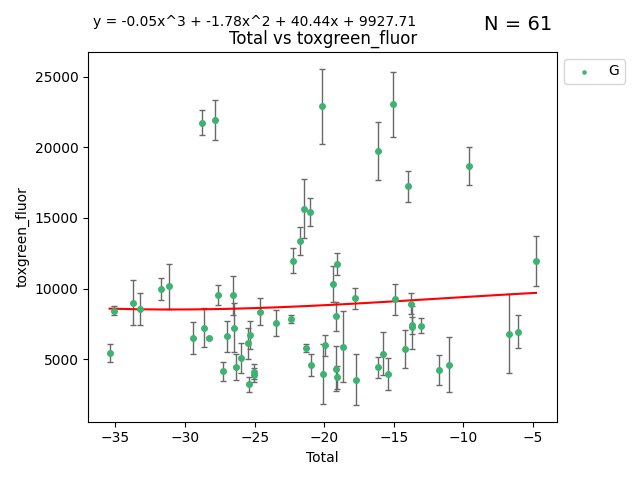 y = -0.05x^3 + -1.78x^2 + 40.44x + 9927.71
N = 61
Total vs toxgreen_fluor
G
toxgreen_fluor
25000
20000
15000
10000
5000
−35 −30 −25 −20 −15 −10 −5
Total